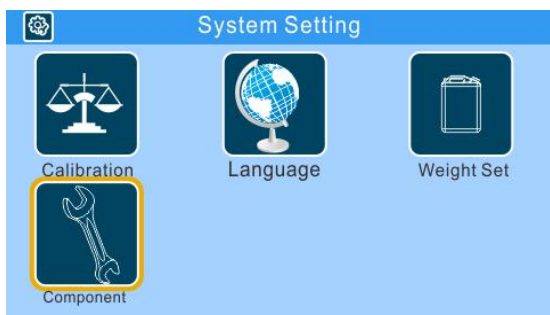 System Setting
Calibration
Language
Weight Set
Component